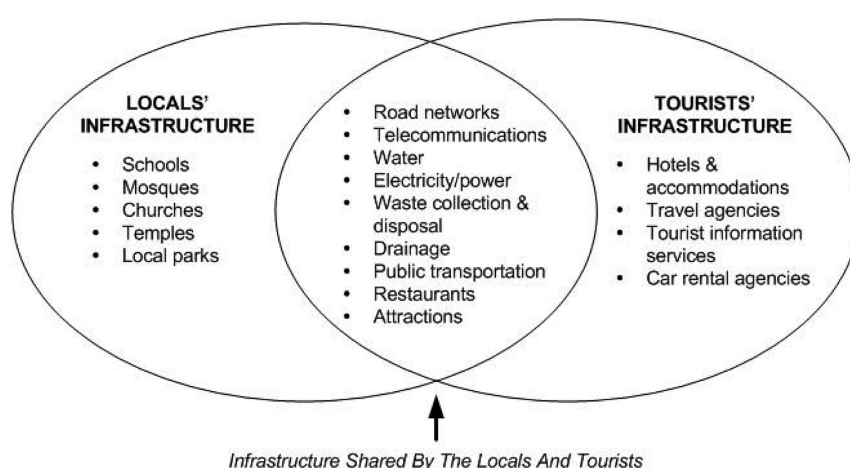 LOCALS'
INFRASTRUCTURE
• Schools
• Mosques
• Churches
• Temples
• Local parks
• Road networks
• Telecommunications
• Water
• Electricity/power
• Waste collection &
disposal
• Drainage
• Public transportation
• Restaurants
• Attractions
TOURISTS'
INFRASTRUCTURE
• Hotels &
accommodations
• Travel agencies
• Tourist information
services
• Car rental agencies
Infrastructure Shared By The Locals And Tourists